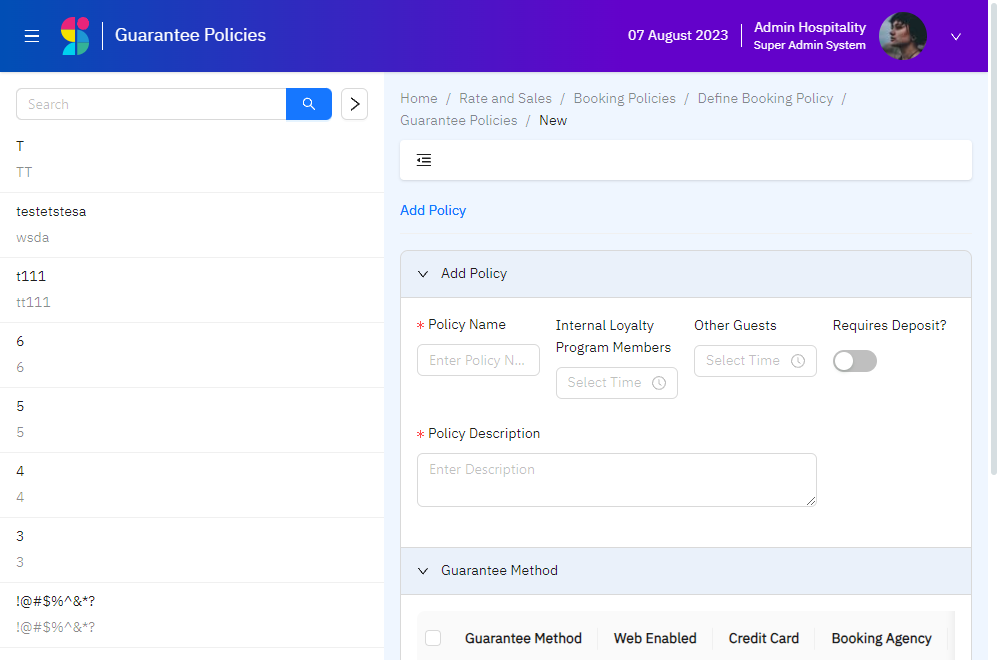 Guarantee Policies
07 August 2023
Admin Hospitality
Super Admin System
Search
T
TT
testetstesa
wsda
t111
tt111
6
6
5
5
4
4
3
3
!@#$%^&*?
!@#$%^&*?
Home / Rate and Sales / Booking Policies / Define Booking Policy /
Guarantee Policies / New
Add Policy
Add Policy
* Policy Name
Enter Policy N...
Internal Loyalty
Program Members
Select Time
Other Guests
Select Time
Requires Deposit?
* Policy Description
Enter Description
Guarantee Method
Guarantee Method Web Enabled Credit Card Booking Agency